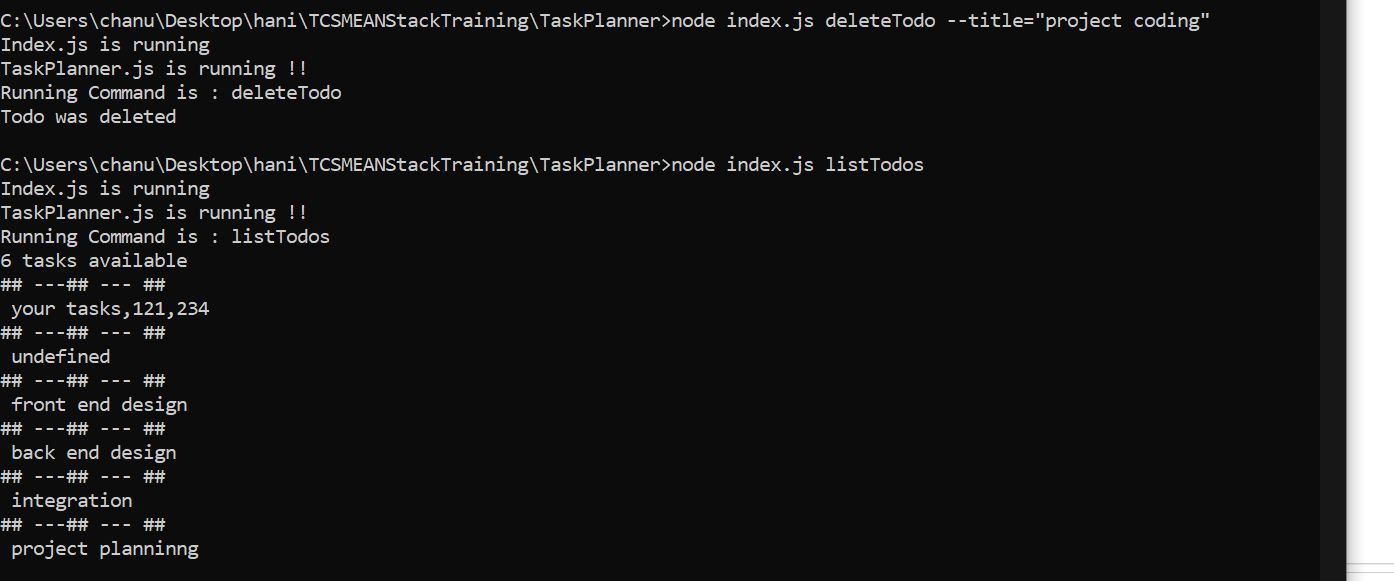 C:\Users\chanu\Desktop\hani\TCSMEANStackTraining\TaskPlanner>node index.js deleteTodo --title="project coding"
Index.js is running
TaskPlanner.js is running !!
Running Command is : deleteTodo
Todo was deleted
C:\Users\chanu\Desktop\hani\TCSMEANStackTraining\TaskPlanner>node index.js listTodos
Index.js is running
TaskPlanner.js is running !!
Running Command is : listTodos
6 tasks available
## ---## --- ##
 your tasks,121,234
## ---## --- ##
 undefined
## ---## --- ##
 front end design
## ---## --- ##
 back end design
## ---## --- ##
 integration
## ---## --- ##
 project planninng